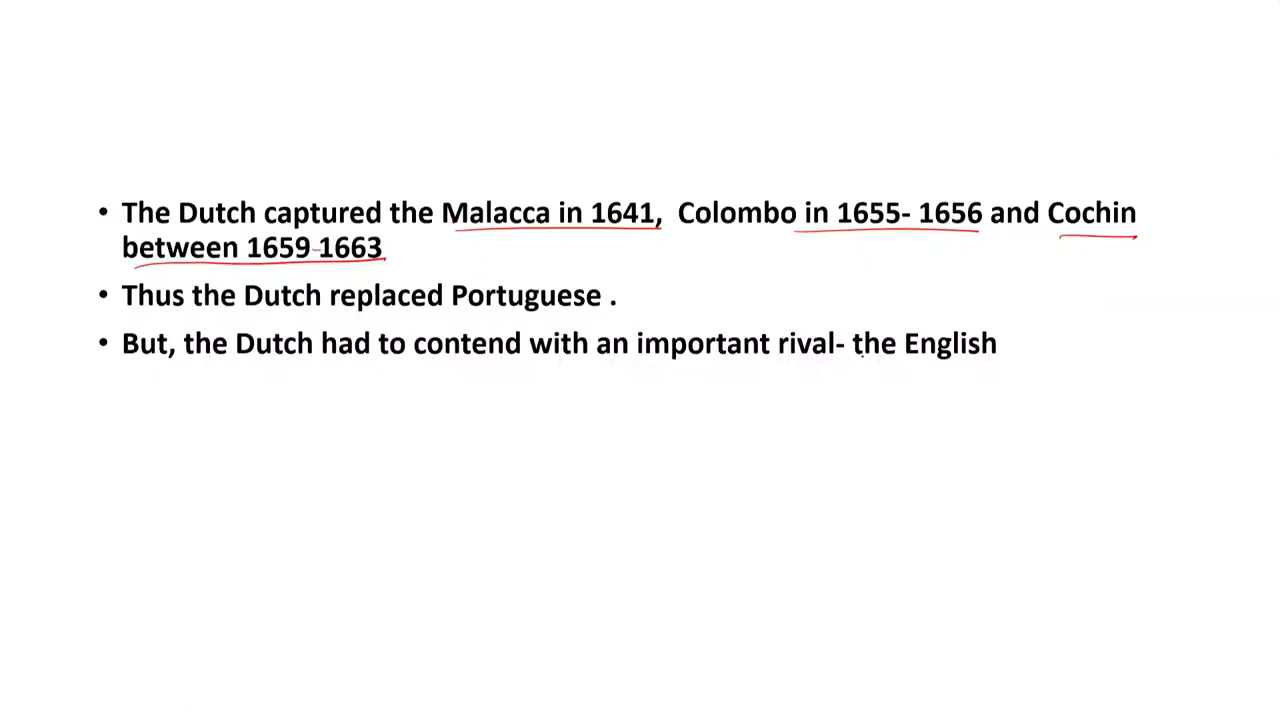 • The Dutch captured the Malacca in 1641, Colombo in 1655- 1656 and Cochin
between 1659-1663
• Thus the Dutch replaced Portuguese .
• But, the Dutch had to contend with an important rival- the English